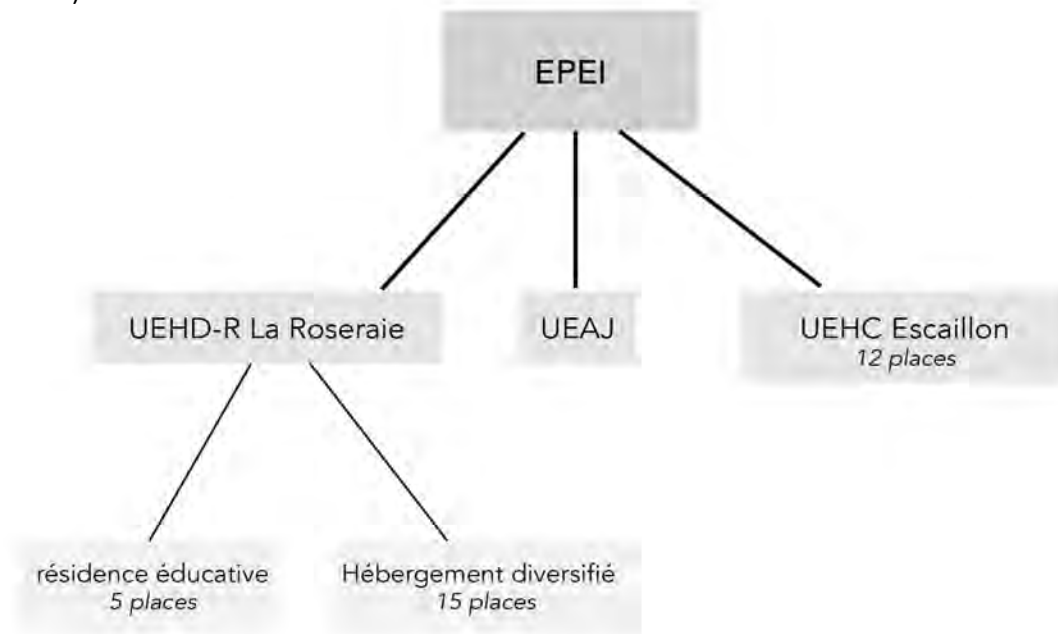 EPEI
UEHD-R La Roseraie
UEAJ
UEHC Escaillon
12 places
résidence éducative
5 places
Hébergement diversifié
15 places